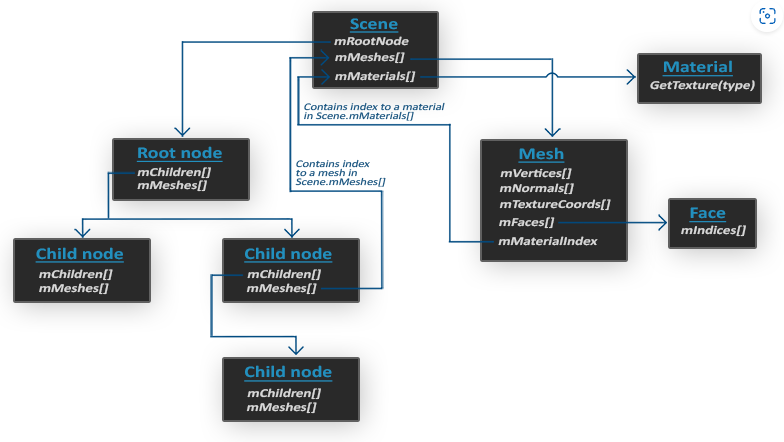 Scene
mRootNode
mMeshes[]
mMaterials[]
Material
GetTexture(type)
Contains index to a material
in Scene.mMaterials[]
Root node
mChildren[]
mMeshes[]
Contains index
to a mesh in
Scene.mMeshes[]
Mesh
mVertices[]
mNormals[]
mTextureCoords[]
mFaces[]
mMaterialIndex
Face
mIndices[]
Child node
mChildren[]
mMeshes[]
Child node
mChildren[]
mMeshes[]
Child node
mChildren[]
mMeshes[]